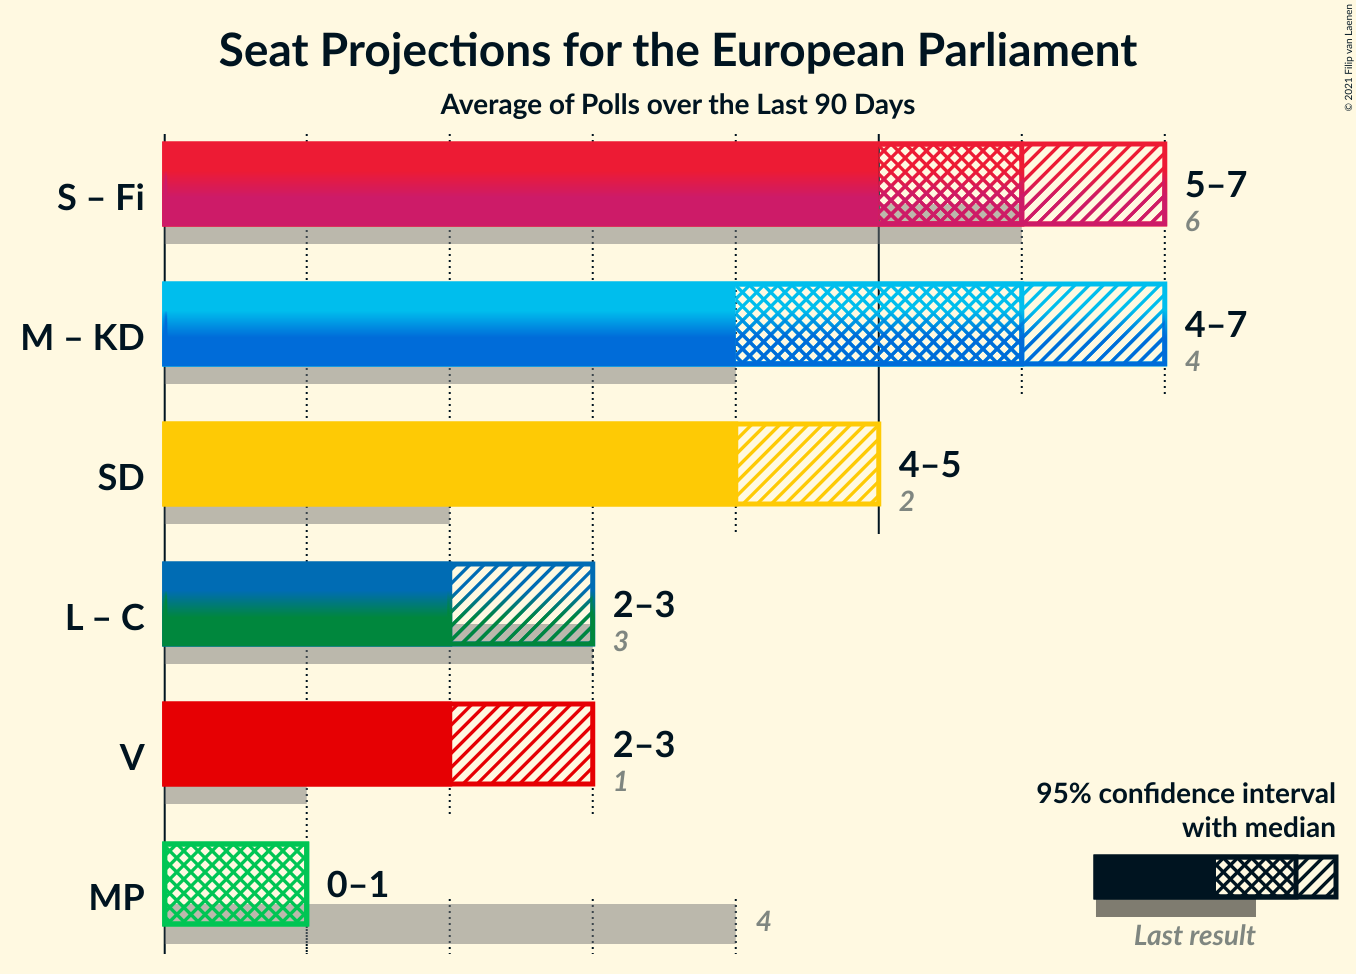 Seat Projections for the European Parliament
Average of Polls over the Last 90 Days
© 2021 Filip van Laenen
S – Fi
5–7
6
M – KD
4–7
4
SD
4–5
2
L – C
2–3
3
V
2–3
1
MP
0–1
4
95% confidence interval
with median
Last result